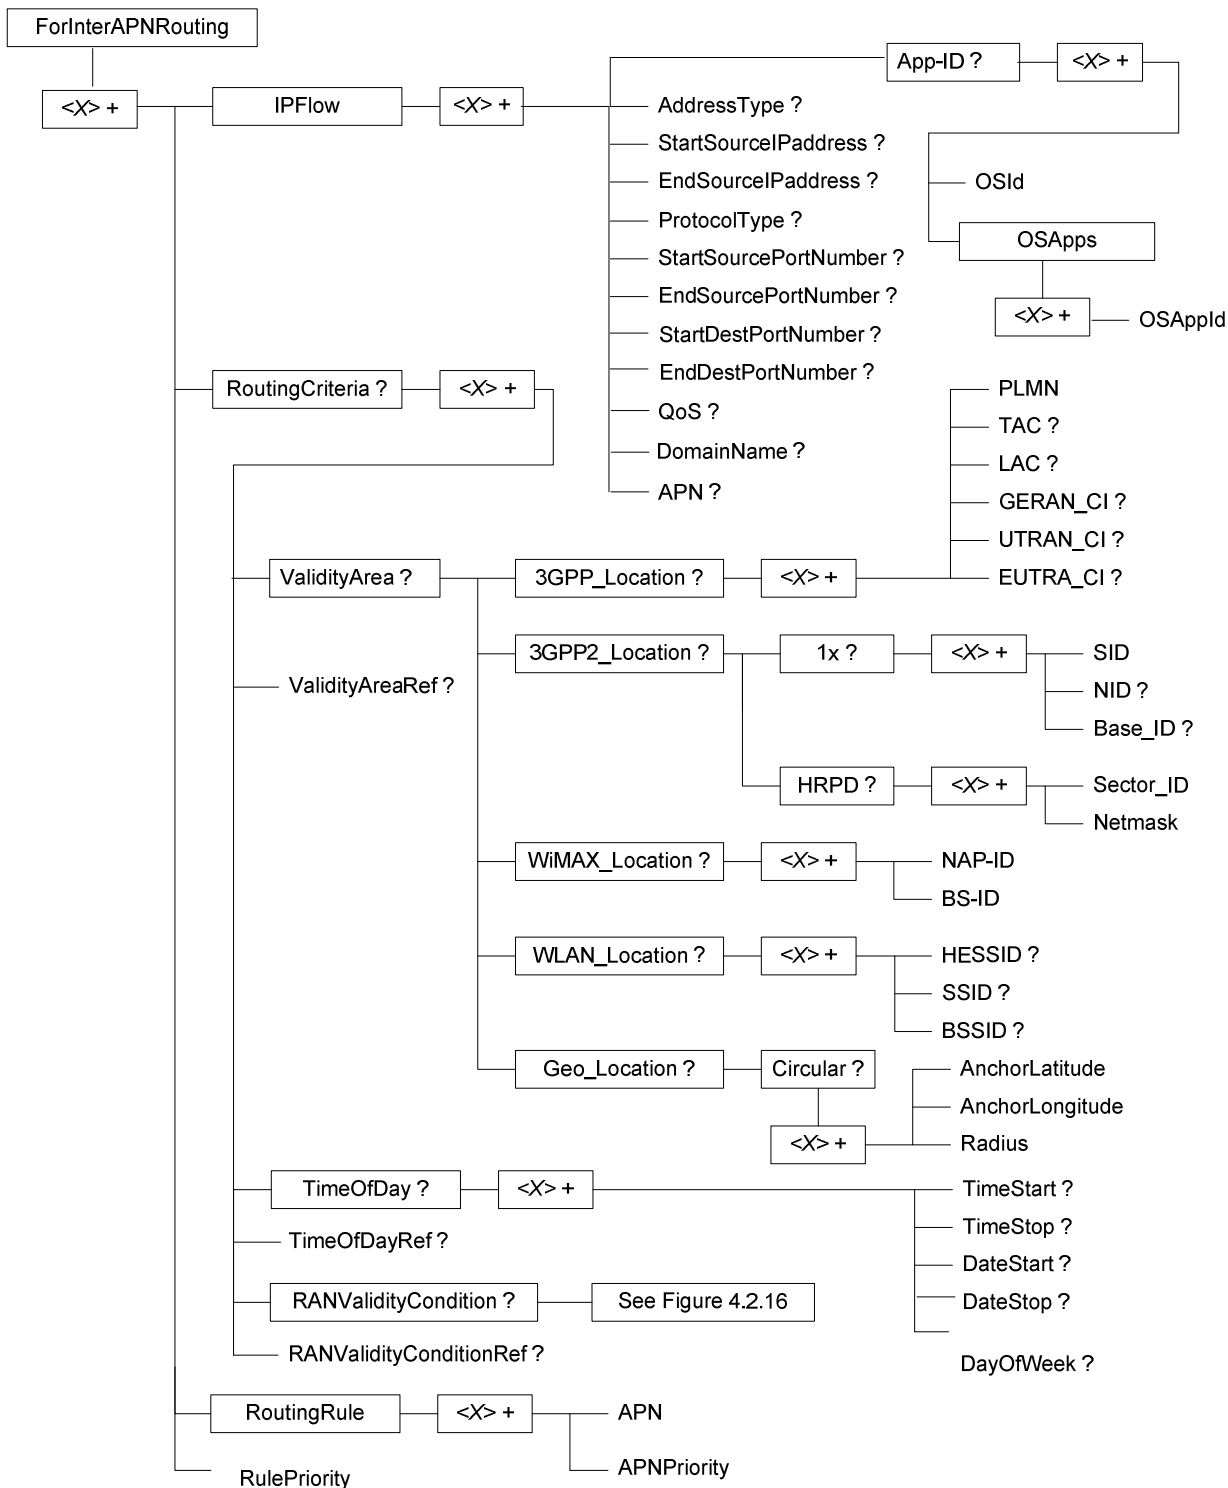 ForInterAPNRouting
<X> +
IPFlow
<X> +
App-ID ?
<X> +
AddressType ?
StartSourceIPaddress ?
EndSourceIPaddress ?
ProtocolType ?
StartSourcePortNumber ?
EndSourcePortNumber ?
StartDestPortNumber ?
EndDestPortNumber ?
QoS ?
DomainName ?
APN ?
OSId
OSApps
<X> +
OSAppId
RoutingCriteria ?
<X> +
ValidityArea ?
3GPP_Location ?
<X> +
PLMN
TAC ?
LAC ?
GERAN_CI ?
UTRAN_CI ?
EUTRA_CI ?
3GPP2_Location ?
1x ?
<X> +
SID
NID ?
Base_ID ?
ValidityAreaRef ?
HRPD ?
<X> +
Sector_ID
Netmask
WiMAX_Location ?
<X> +
NAP-ID
BS-ID
WLAN_Location ?
<X> +
HESSID ?
SSID ?
BSSID ?
Geo_Location ?
Circular ?
<X> +
AnchorLatitude
AnchorLongitude
Radius
TimeOfDay ?
<X> +
TimeStart ?
TimeStop ?
DateStart ?
DateStop ?
DayOfWeek ?
TimeOfDayRef ?
RANValidityCondition ?
See Figure 4.2.16
RANValidityConditionRef ?
RoutingRule
<X> +
APN
APNPriority
RulePriority